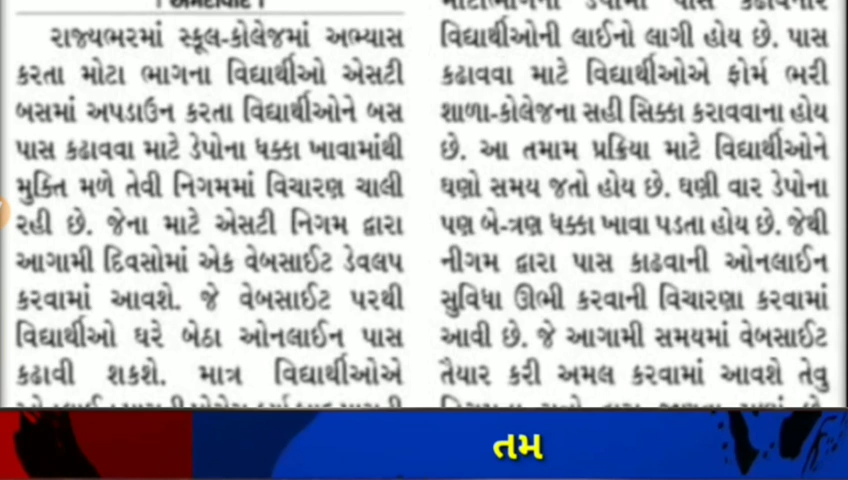 । અમદાવાદ ।
રાજ્યભરમાં સ્કૂલ-કોલેજમાં અભ્યાસ
કરતા મોટા ભાગના વિદ્યાર્થીઓ એસટી
બસમાં અપડાઉન કરતા વિદ્યાર્થીઓને બસ
પાસ કઢાવવા માટે ડેપોના ધક્કા ખાવામાંથી
મુક્તિ મળે તેવી નિગમમાં વિચારણ ચાલી
રહી છે. જેના માટે એસટી નિગમ દ્વારા
આગામી દિવસોમાં એક વેબસાઈટ ડેવલપ
કરવામાં આવશે. જે વેબસાઈટ પરથી
વિદ્યાર્થીઓ ઘરે બેઠા ઓનલાઈન પાસ
કઢાવી શકશે. માત્ર વિદ્યાર્થીઓએ
મોટાભાગના ડેપોમાં પાસ કઢાવનાર
વિદ્યાર્થીઓની લાઈનો લાગી હોય છે. પાસ
કઢાવવા માટે વિદ્યાર્થીઓએ ફોર્મ ભરી
શાળા-કોલેજના સહી સિક્કા કરાવવાના હોય
છે. આ તમામ પ્રક્રિયા માટે વિદ્યાર્થીઓને
ઘણો સમય જતો હોય છે. ઘણી વાર ડેપોના
પણ બે-ત્રણ ધક્કા ખાવા પડતા હોય છે. જેથી
નીગમ દ્વારા પાસ કાઢવાની ઓનલાઈન
સુવિધા ઊભી કરવાની વિચારણા કરવામાં
આવી છે. જે આગામી સમયમાં વેબસાઈટ
તૈયાર કરી અમલ કરવામાં આવશે તેવુ
તમ